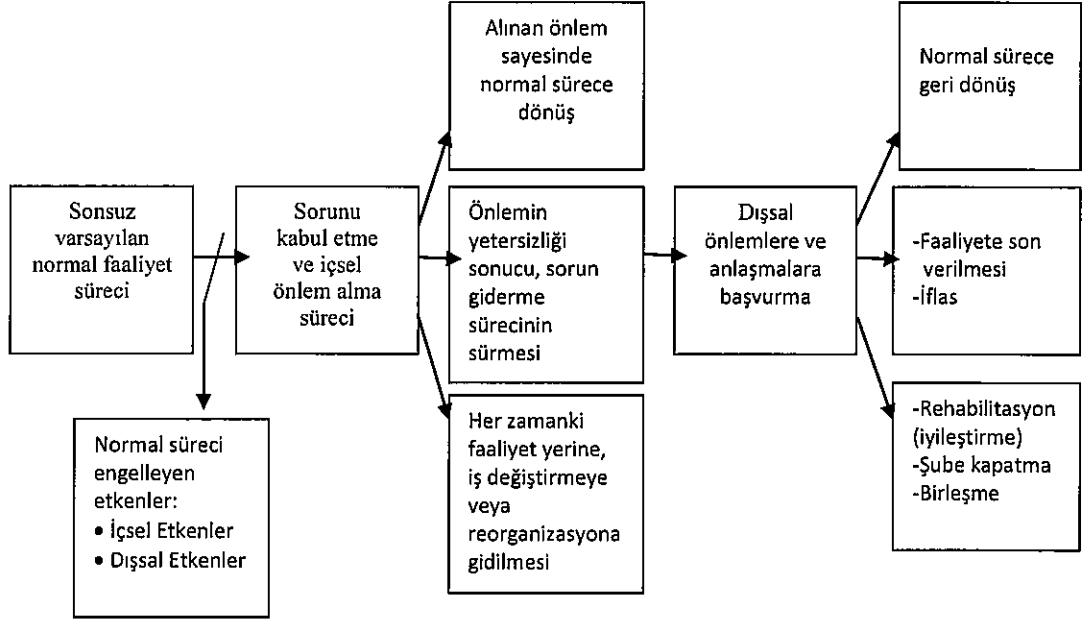 Sonsuz
varsayılan
normal faaliyet
süreci
Normal süreci
engelleyen
etkenler:
• İçsel Etkenler
• Dışsal Etkenler
Sorunu
kabul etme
ve içsel
önlem alma
süreci
Alınan önlem
sayesinde
normal sürece
dönüş
Önlemin
yetersizliği
sonucu, sorun
giderme
sürecinin
sürmesi
Her zamanki
faaliyet yerine,
iş değiştirmeye
veya
reorganizasyona
gidilmesi
Dışsal
önlemlere ve
anlaşmalara
başvurma
Normal sürece
geri dönüş
-Faaliyete son
verilmesi
-İflas
-Rehabilitasyon
(iyileştirme)
-Şube kapatma
-Birleşme